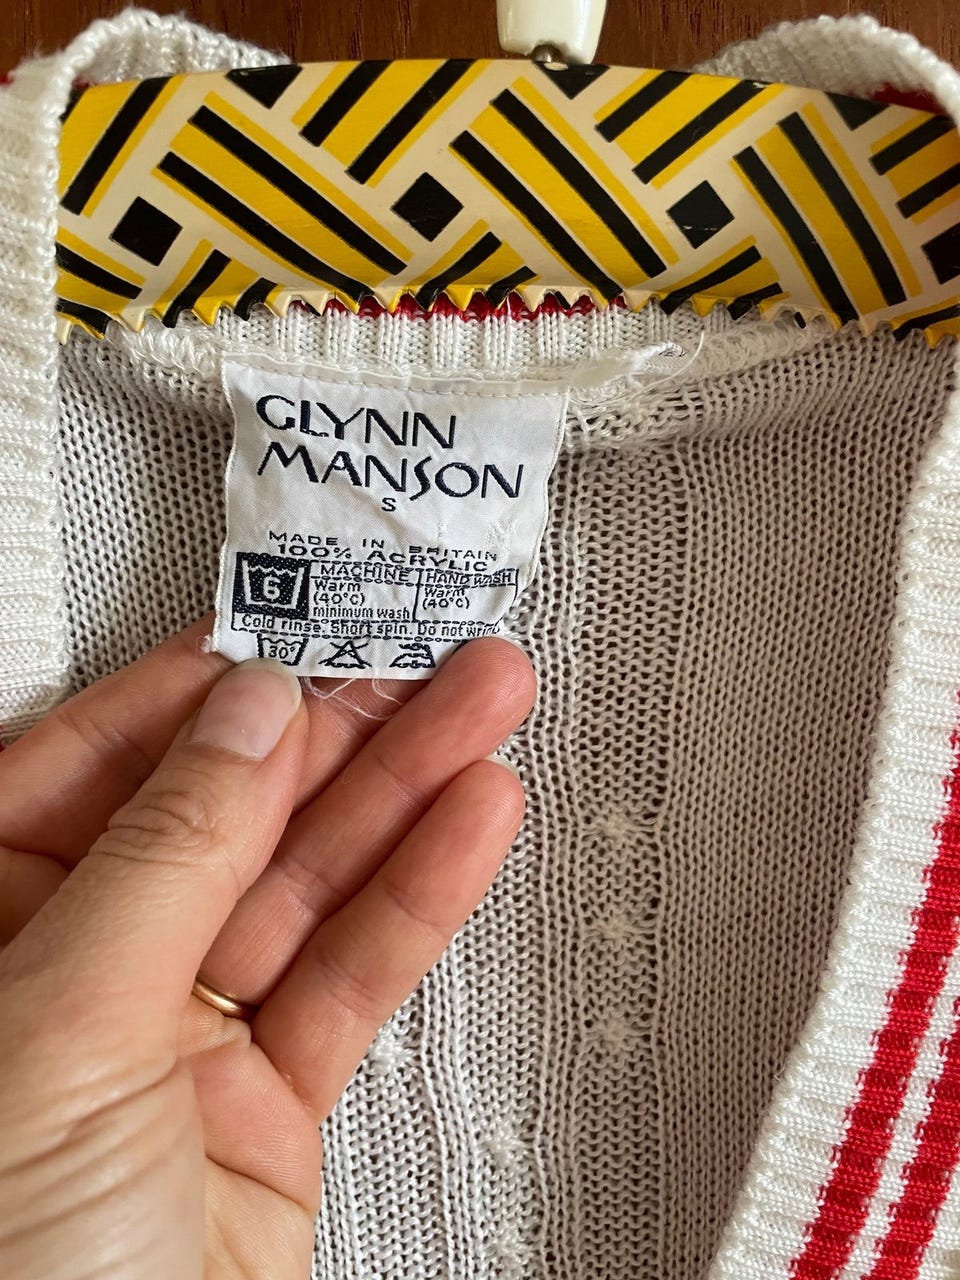 GLYNN
MANSON
S
MADE IN BRITAIN
100% ACRYLIC
6 MACHINE HAND WASH
Warm Warm
(40°C) (40°C)
minimum wash
Cold rinse. Short spin. Do not wring
30°